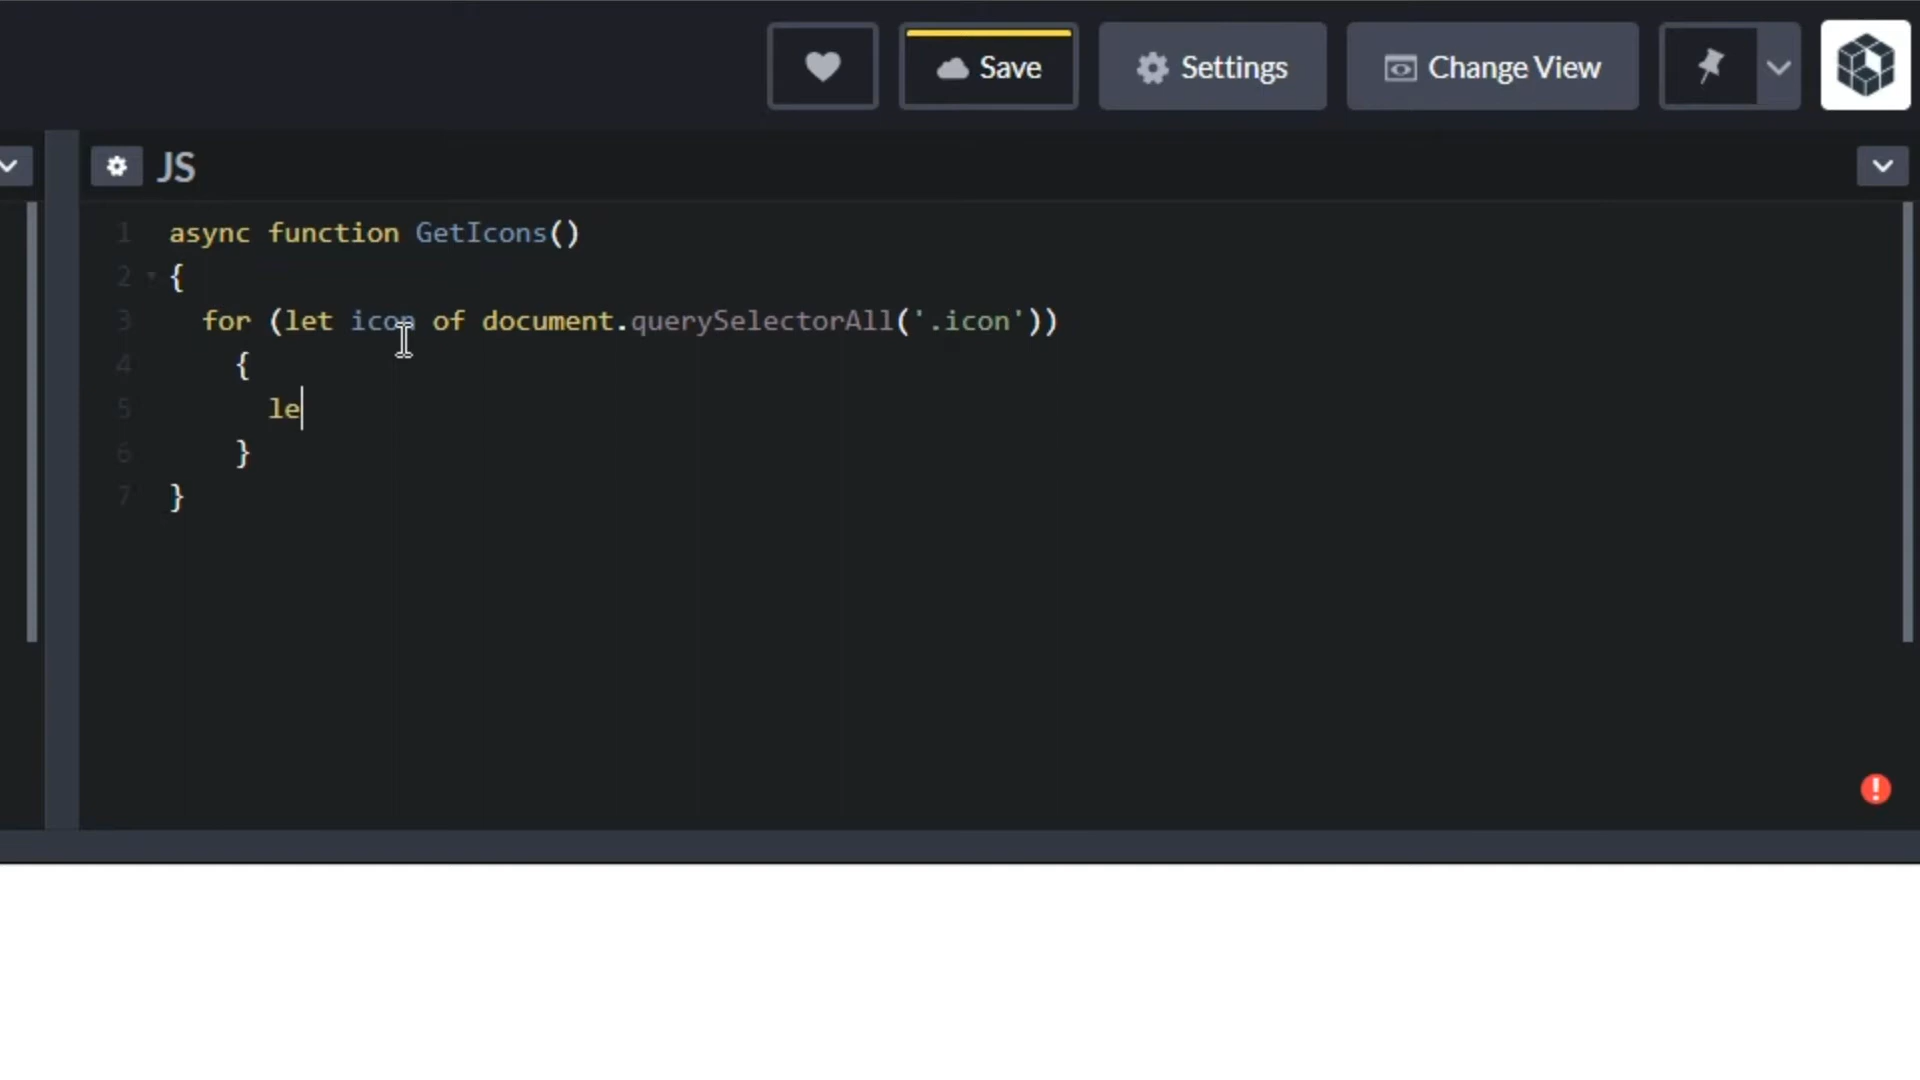 Save
Settings
Change View
JS
1 async function GetIcons()
2 {
3 for (let icon of document.querySelectorAll('.icon'))
4 {
5 le
6 }
7 }